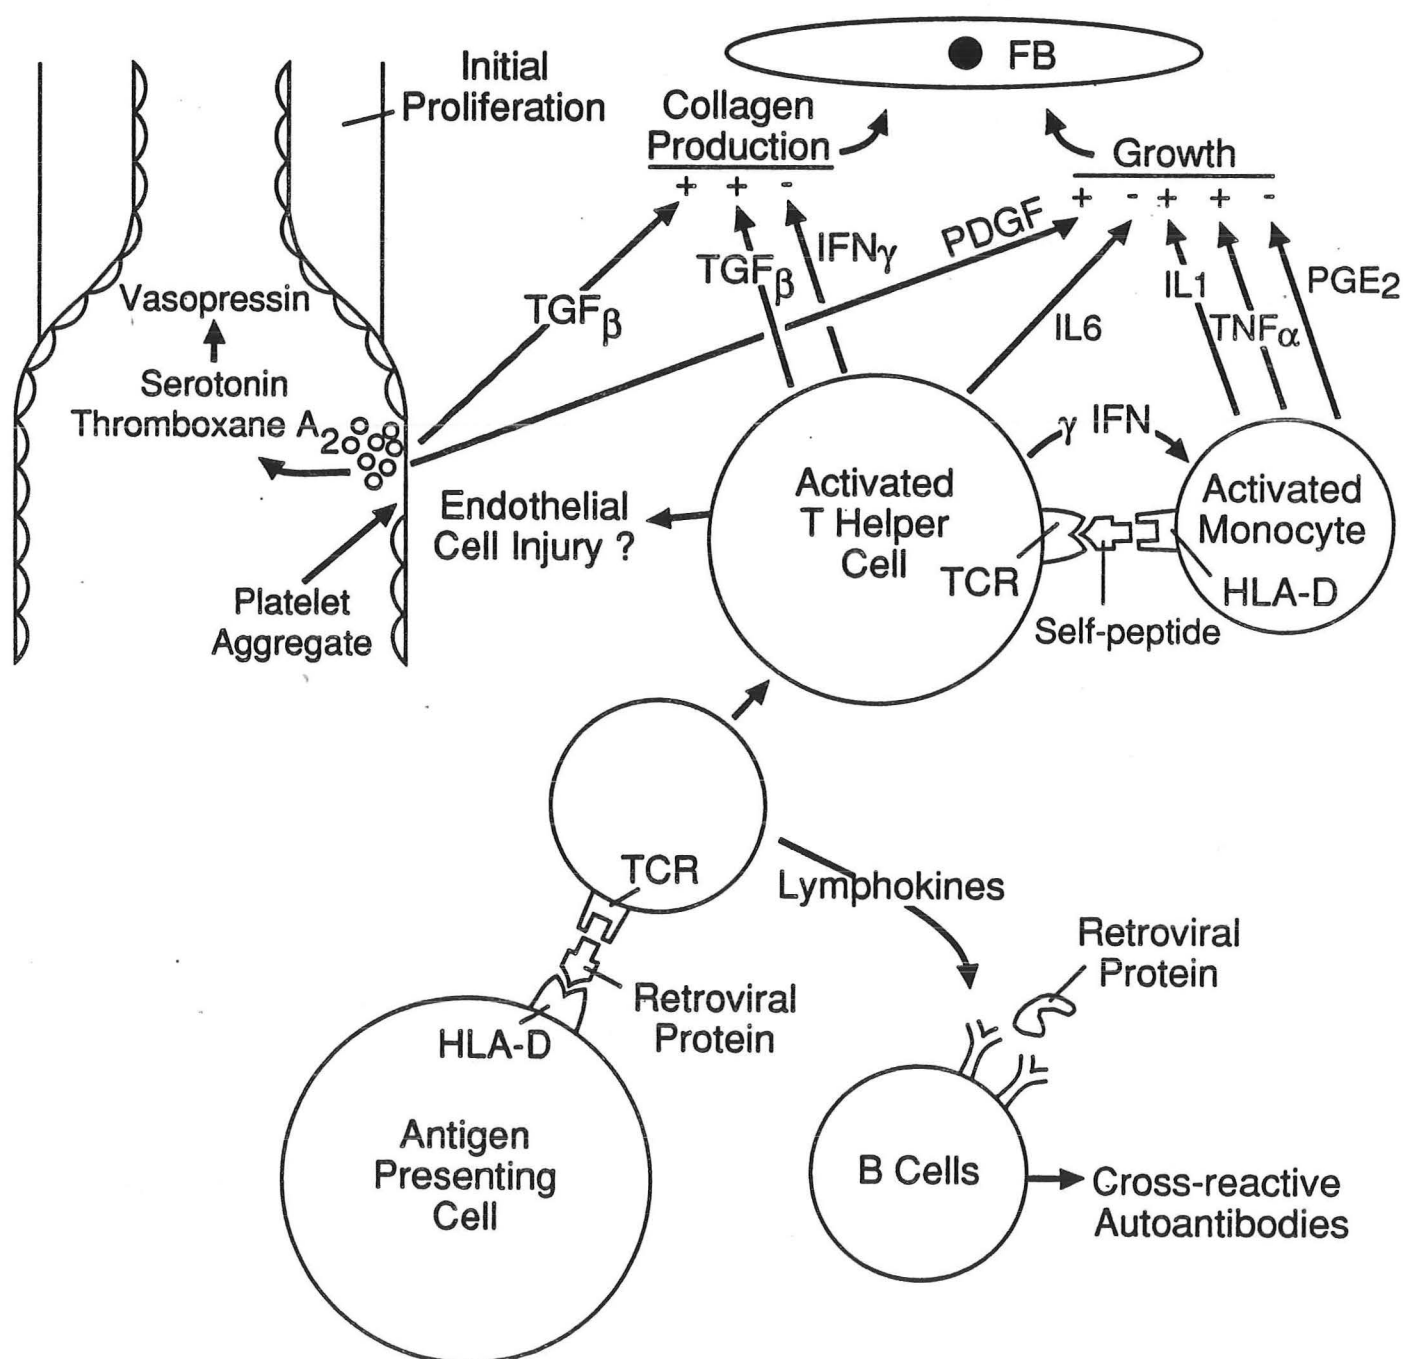 FB
Initial
Proliferation
Collagen
Production
+ + -
Growth
+ - + + -
Vasopressin
Serotonin
Thromboxane A2
TGFβ
TGFβ
IFNγ
PDGF
IL6
IL1
TNFα
PGE2
γ IFN
Endothelial
Cell Injury ?
Activated
T Helper
Cell
TCR
Activated
Monocyte
HLA-D
Self-peptide
Platelet
Aggregate
TCR
Lymphokines
Retroviral
Protein
HLA-D
Retroviral
Protein
Antigen
Presenting
Cell
B Cells
Cross-reactive
Autoantibodies